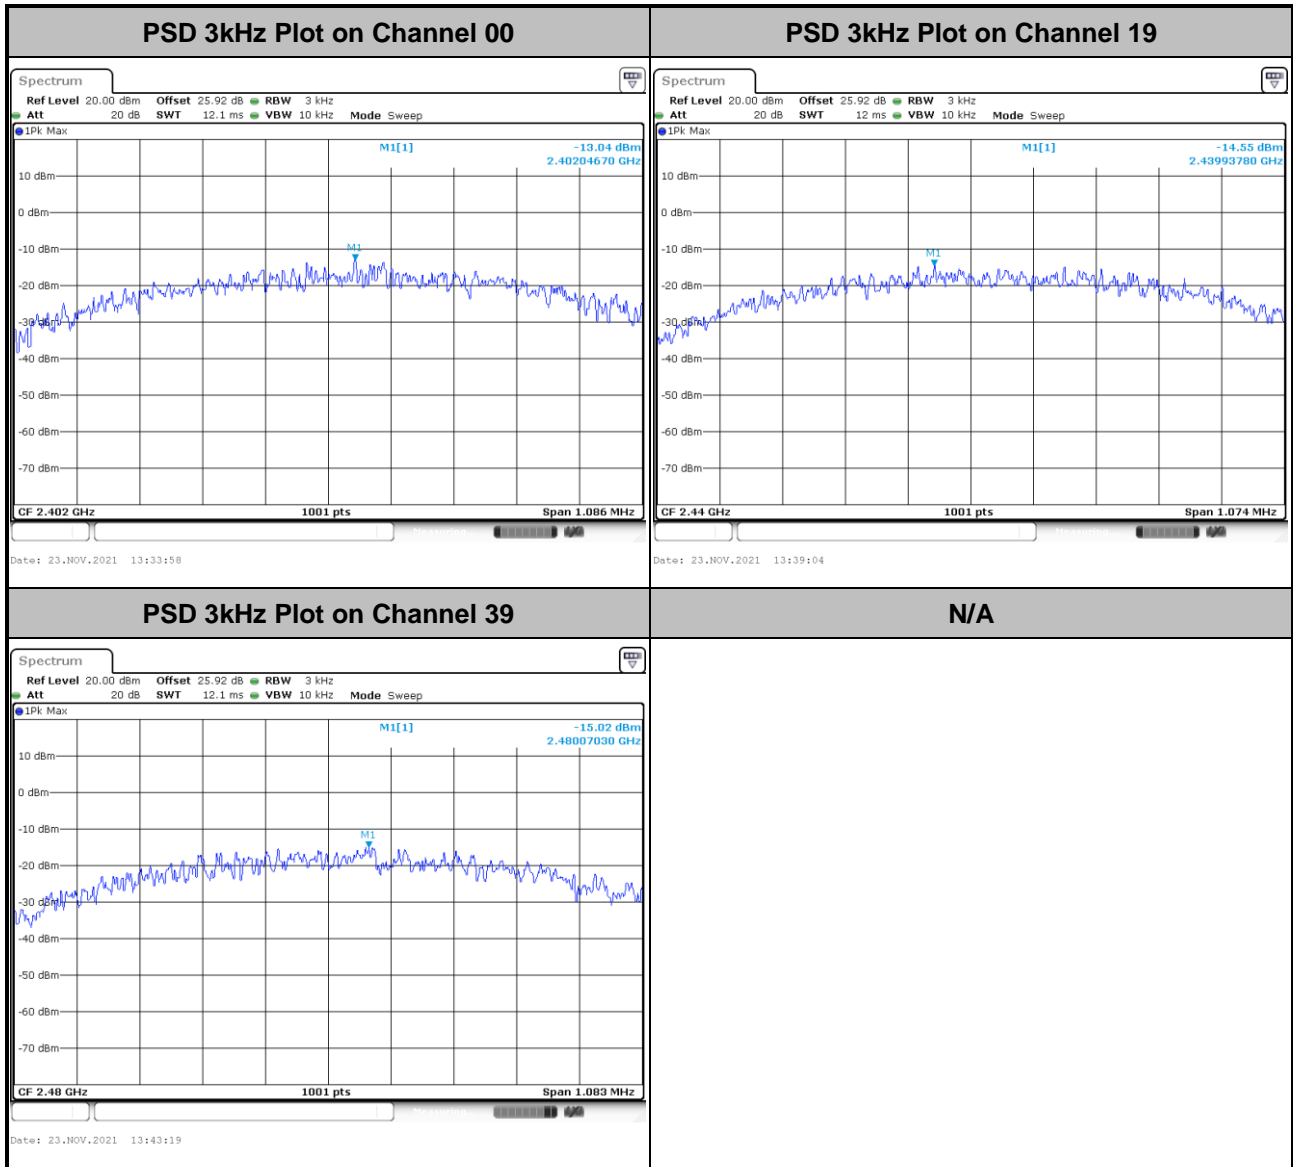 PSD 3kHz Plot on Channel 00
Spectrum
Ref Level 20.00 dBm Offset 25.92 dB RBW 3 kHz
Att 20 dB SWT 12.1 ms VBW 10 kHz Mode Sweep
1Pk Max
M1[1] -13.04 dBm
2.40204670 GHz
10 dBm
0 dBm
M1
-10 dBm
-20 dBm
-30 dBm
-40 dBm
-50 dBm
-60 dBm
-70 dBm
CF 2.402 GHz 1001 pts Span 1.086 MHz
Measuring...
Date: 23.NOV.2021 13:33:58
PSD 3kHz Plot on Channel 19
Spectrum
Ref Level 20.00 dBm Offset 25.92 dB RBW 3 kHz
Att 20 dB SWT 12 ms VBW 10 kHz Mode Sweep
1Pk Max
M1[1] -14.55 dBm
2.43993780 GHz
10 dBm
0 dBm
-10 dBm
M1
-20 dBm
-30 dBm
-40 dBm
-50 dBm
-60 dBm
-70 dBm
CF 2.44 GHz 1001 pts Span 1.074 MHz
Measuring...
Date: 23.NOV.2021 13:39:04
PSD 3kHz Plot on Channel 39
Spectrum
Ref Level 20.00 dBm Offset 25.92 dB RBW 3 kHz
Att 20 dB SWT 12.1 ms VBW 10 kHz Mode Sweep
1Pk Max
M1[1] -15.02 dBm
2.48007030 GHz
10 dBm
0 dBm
-10 dBm
M1
-20 dBm
-30 dBm
-40 dBm
-50 dBm
-60 dBm
-70 dBm
CF 2.48 GHz 1001 pts Span 1.083 MHz
Measuring...
Date: 23.NOV.2021 13:43:19
N/A